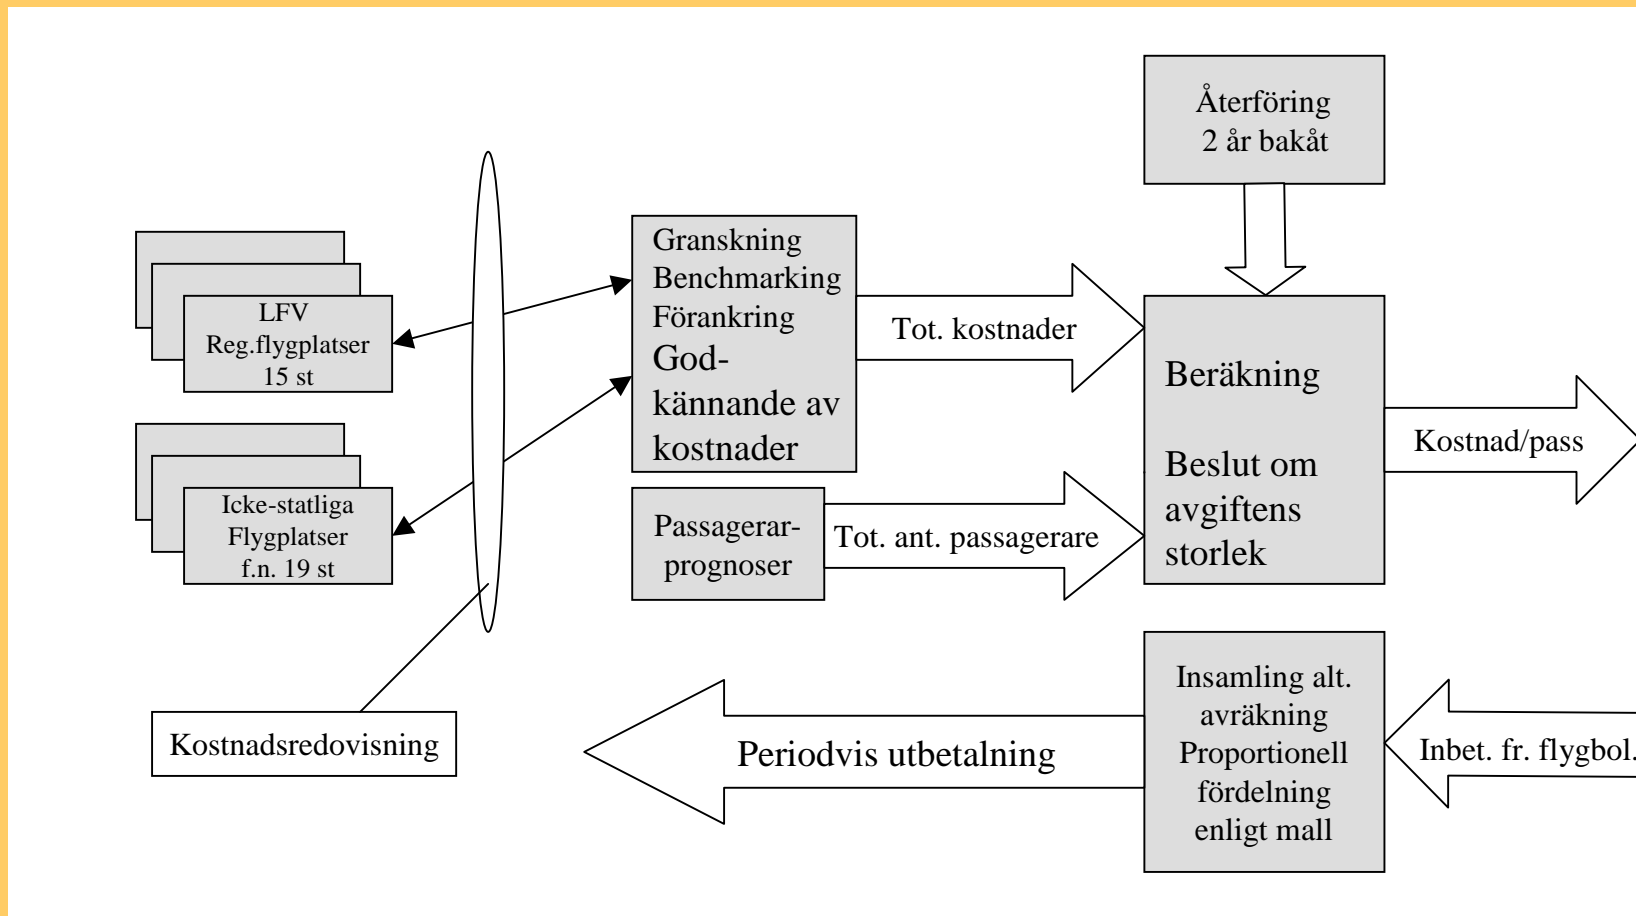 Återföring
2 år bakåt
LFV
Reg.flygplatser
15 st
Icke-statliga
Flygplatser
f.n. 19 st
Kostnadsredovisning
Granskning
Benchmarking
Förankring
God-
kännande av
kostnader
Tot. kostnader
Passagerar-
prognoser
Tot. ant. passagerare
Beräkning
Beslut om
avgiftens
storlek
Kostnad/pass
Insamling alt.
avräkning
Proportionell
fördelning
enligt mall
Inbet. fr. flygbol.
Periodvis utbetalning